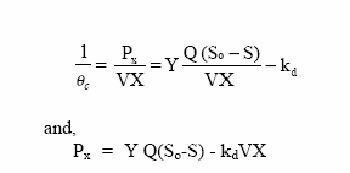 1/θc = Px/VX = Y Q (So – S)/VX – kd
and,
Px = Y Q(So-S) - kdVX